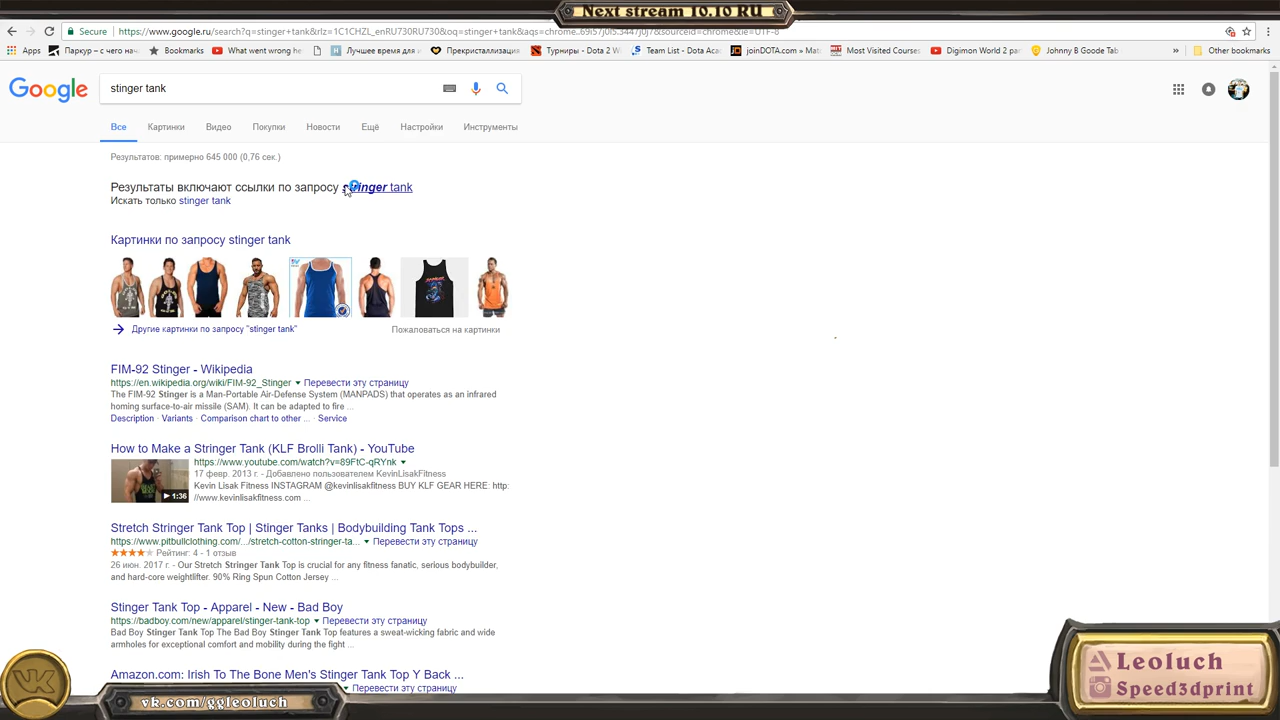 Next stream 10.10 RU
Secure
https://www.google.ru/search?q=stinger+tank&rlz=1C1CHZL_enRU730RU730&oq=stinger+tank&aqs=chrome..69i57j0l5.3447j0j7&sourceid=chrome&ie=UTF-8
Apps
Паркур – с чего нач
Bookmarks
What went wrong he
Лучшее время для и
Прекристаллизация
Турниры - Dota 2 W
Team List - Dota Aca
joinDOTA.com » Mat
Most Visited Courses
Digimon World 2 рас
Johnny B Goode Tab
»
Other Bookmarks
Google
stinger tank
Все
Картинки
Видео
Покупки
Новости
Ещё
Настройки
Инструменты
Результатов: примерно 645 000 (0,76 сек.)
Результаты включают ссылки по запросу stringer tank
Искать только stinger tank
Картинки по запросу stinger tank
Другие картинки по запросу "stinger tank"
Пожаловаться на картинки
FIM-92 Stinger - Wikipedia
https://en.wikipedia.org/wiki/FIM-92_Stinger ▼ Перевести эту страницу
The FIM-92 Stinger is a Man-Portable Air-Defense System (MANPADS) that operates as an infrared
homing surface-to-air missile (SAM). It can be adapted to fire ...
Description · Variants · Comparison chart to other ... · Service
How to Make a Stringer Tank (KLF Brolli Tank) - YouTube
https://www.youtube.com/watch?v=89FtC-qRYnk ▼
17 февр. 2013 г. - Добавлено пользователем KevinLisakFitness
Kevin Lisak Fitness INSTAGRAM @kevinlisakfitness BUY KLF GEAR HERE: http:
//www.kevinlisakfitness.com ...
1:36
Stretch Stringer Tank Top | Stinger Tanks | Bodybuilding Tank Tops ...
https://www.pitbullclothing.com/.../stretch-cotton-stringer-ta... ▼ Перевести эту страницу
Рейтинг: 4 - 1 отзыв
26 июн. 2017 г. - Our Stretch Stringer Tank Top is crucial for any fitness fanatic, serious bodybuilder,
and hard-core weightlifter. 90% Ring Spun Cotton Jersey ...
Stinger Tank Top - Apparel - New - Bad Boy
https://badboy.com/new/apparel/stinger-tank-top ▼ Перевести эту страницу
Bad Boy Stinger Tank Top The Bad Boy Stinger Tank Top features a sweat-wicking fabric and wide
armholes for exceptional comfort and mobility during the fight ...
Amazon.com: Irish To The Bone Men's Stinger Tank Top Y Back ...
▼ Перевести эту страницу
vk.com/ggleoluch
Leoluch
Speed3dprint